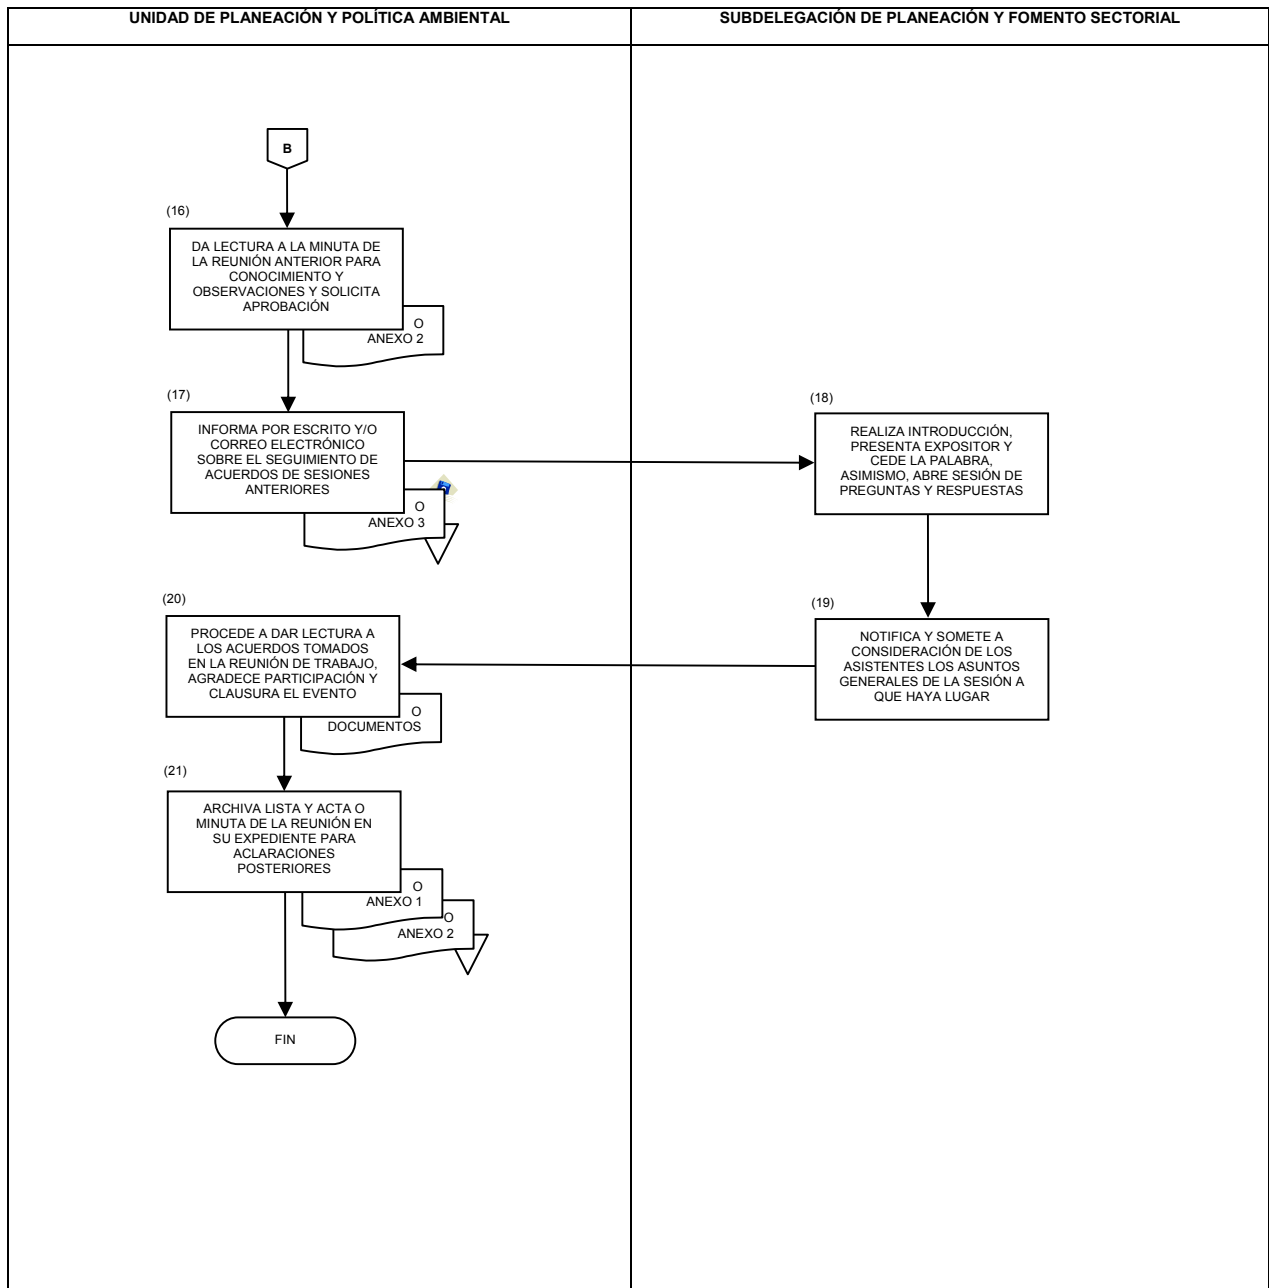 UNIDAD DE PLANEACIÓN Y POLÍTICA AMBIENTAL
SUBDELEGACIÓN DE PLANEACIÓN Y FOMENTO SECTORIAL
B
(16)
DA LECTURA A LA MINUTA DE
LA REUNIÓN ANTERIOR PARA
CONOCIMIENTO Y
OBSERVACIONES Y SOLICITA
APROBACIÓN
O
ANEXO 2
(17)
INFORMA POR ESCRITO Y/O
CORREO ELECTRÓNICO
SOBRE EL SEGUIMIENTO DE
ACUERDOS DE SESIONES
ANTERIORES
O
ANEXO 3
(18)
REALIZA INTRODUCCIÓN,
PRESENTA EXPOSITOR Y
CEDE LA PALABRA,
ASIMISMO, ABRE SESIÓN DE
PREGUNTAS Y RESPUESTAS
(19)
NOTIFICA Y SOMETE A
CONSIDERACIÓN DE LOS
ASISTENTES LOS ASUNTOS
GENERALES DE LA SESIÓN A
QUE HAYA LUGAR
(20)
PROCEDE A DAR LECTURA A
LOS ACUERDOS TOMADOS
EN LA REUNIÓN DE TRABAJO,
AGRADECE PARTICIPACIÓN Y
CLAUSURA EL EVENTO
O
DOCUMENTOS
(21)
ARCHIVA LISTA Y ACTA O
MINUTA DE LA REUNIÓN EN
SU EXPEDIENTE PARA
ACLARACIONES
POSTERIORES
O
ANEXO 1
O
ANEXO 2
FIN